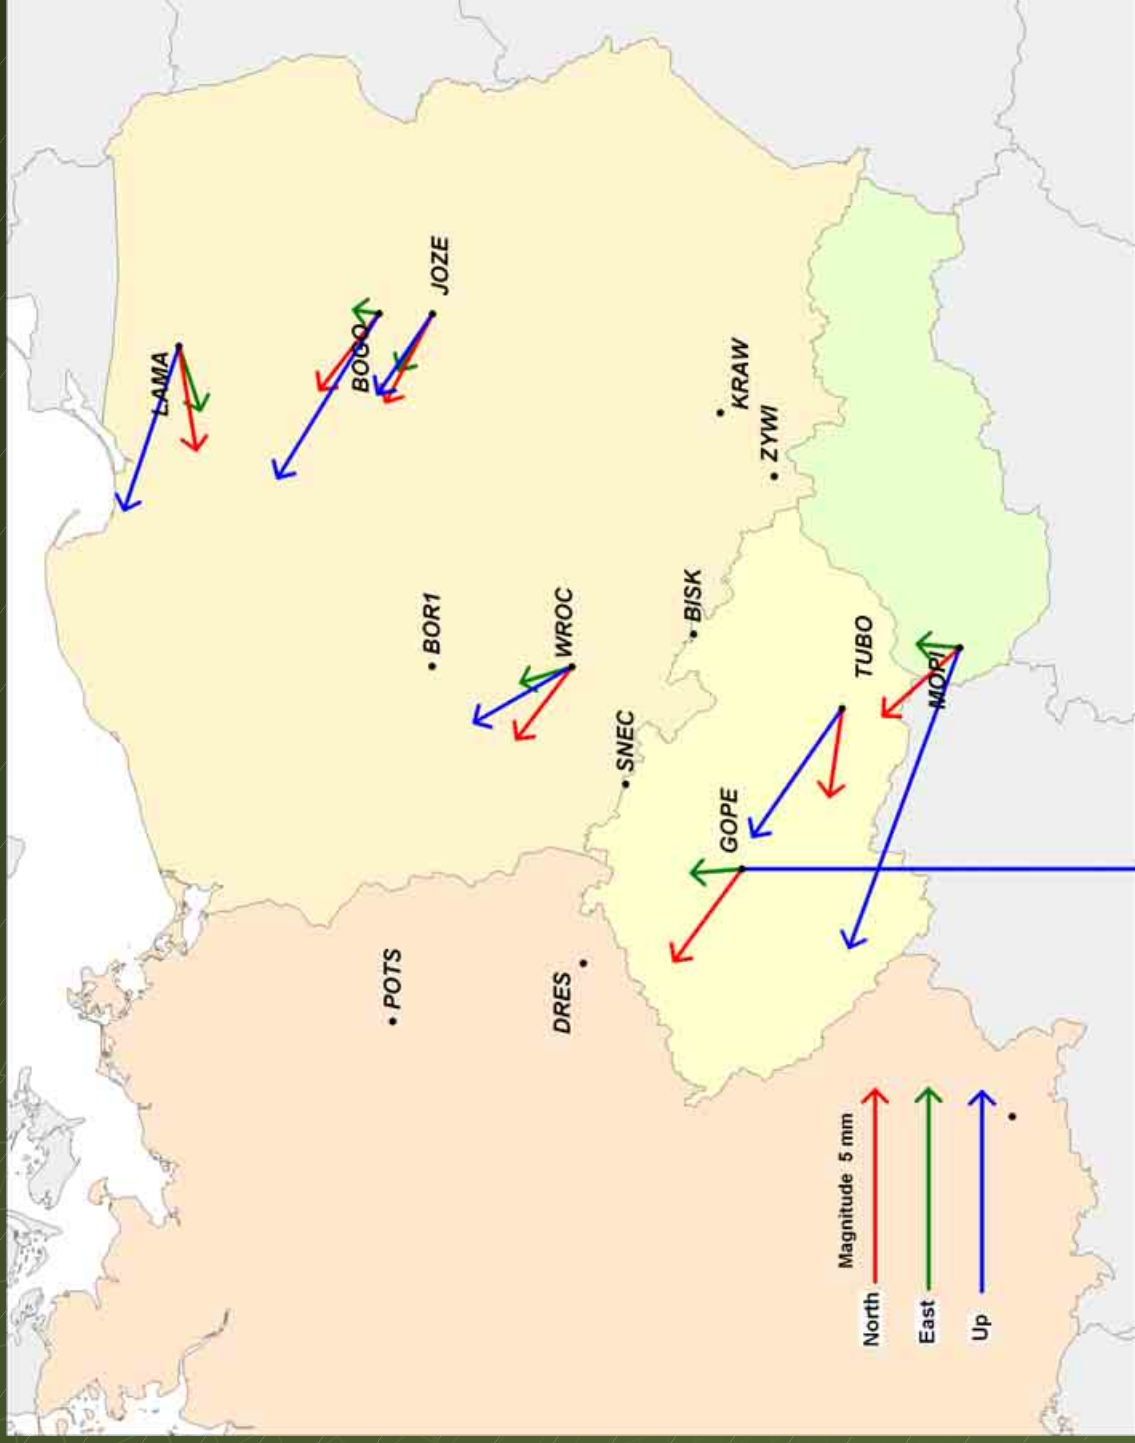 LAMA
BOGO
JOZE
KRAW
ZYWI
BOR1
WROC
BISK
SNEC
TUBO
MOPI
GOPE
POTS
DRES
Magnitude 5 mm
North
East
Up